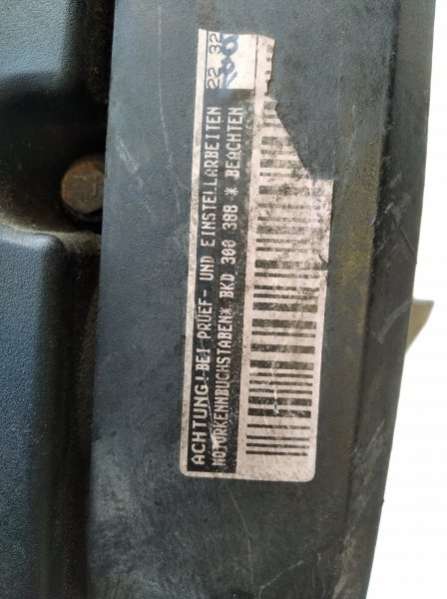 ACHTUNG!BEI PRUEF- UND EINSTELLARBEITEN
MOTORKENNBUCHSTABEN* BKD 300 388 * BEACHTEN
22 32